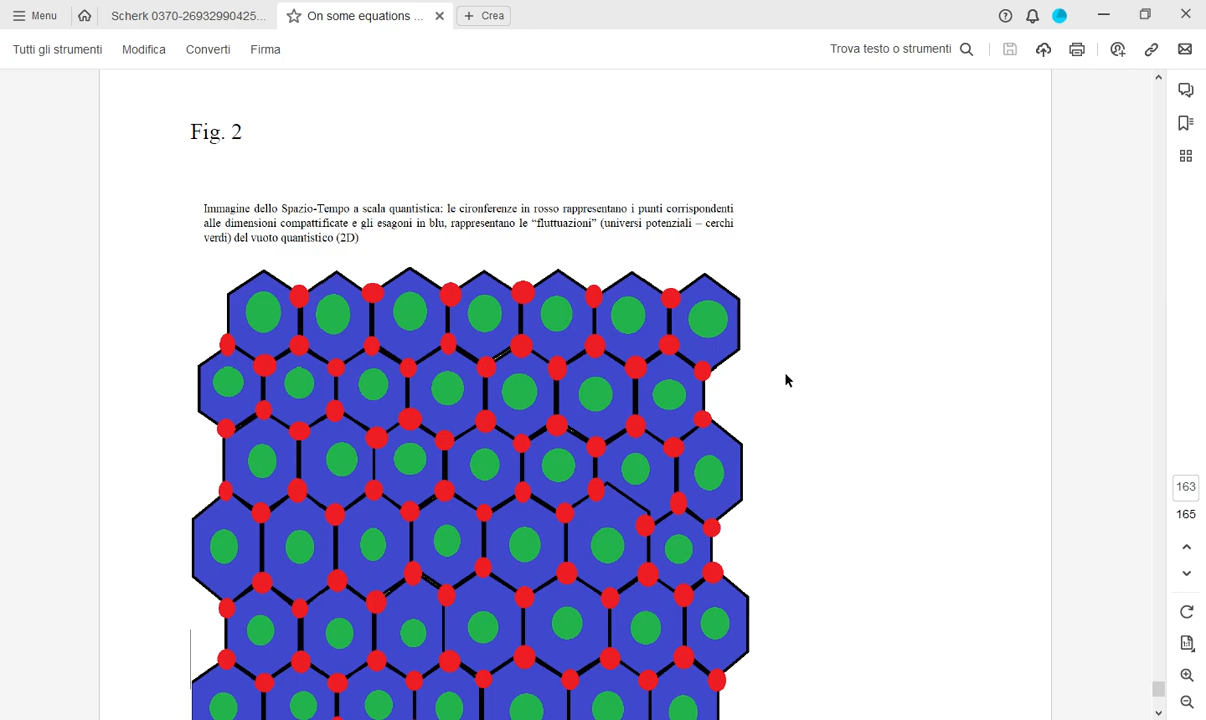 Menu
Scherk 0370-26932990425...
On some equations ...
Crea
Tutti gli strumenti
Modifica
Converti
Firma
Trova testo o strumenti
Fig. 2
Immagine dello Spazio-Tempo a scala quantistica: le cironferenze in rosso rappresentano i punti corrispondenti
alle dimensioni compattificate e gli esagoni in blu, rappresentano le “fluttuazioni” (universi potenziali – cerchi
verdi) del vuoto quantistico (2D)
163
165